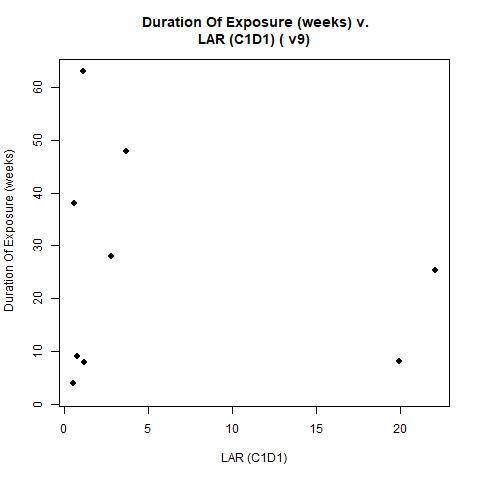 Duration Of Exposure (weeks) v.
LAR (C1D1) ( v9)
Duration Of Exposure (weeks)
60
50
40
30
20
10
0
0 5 10 15 20
LAR (C1D1)